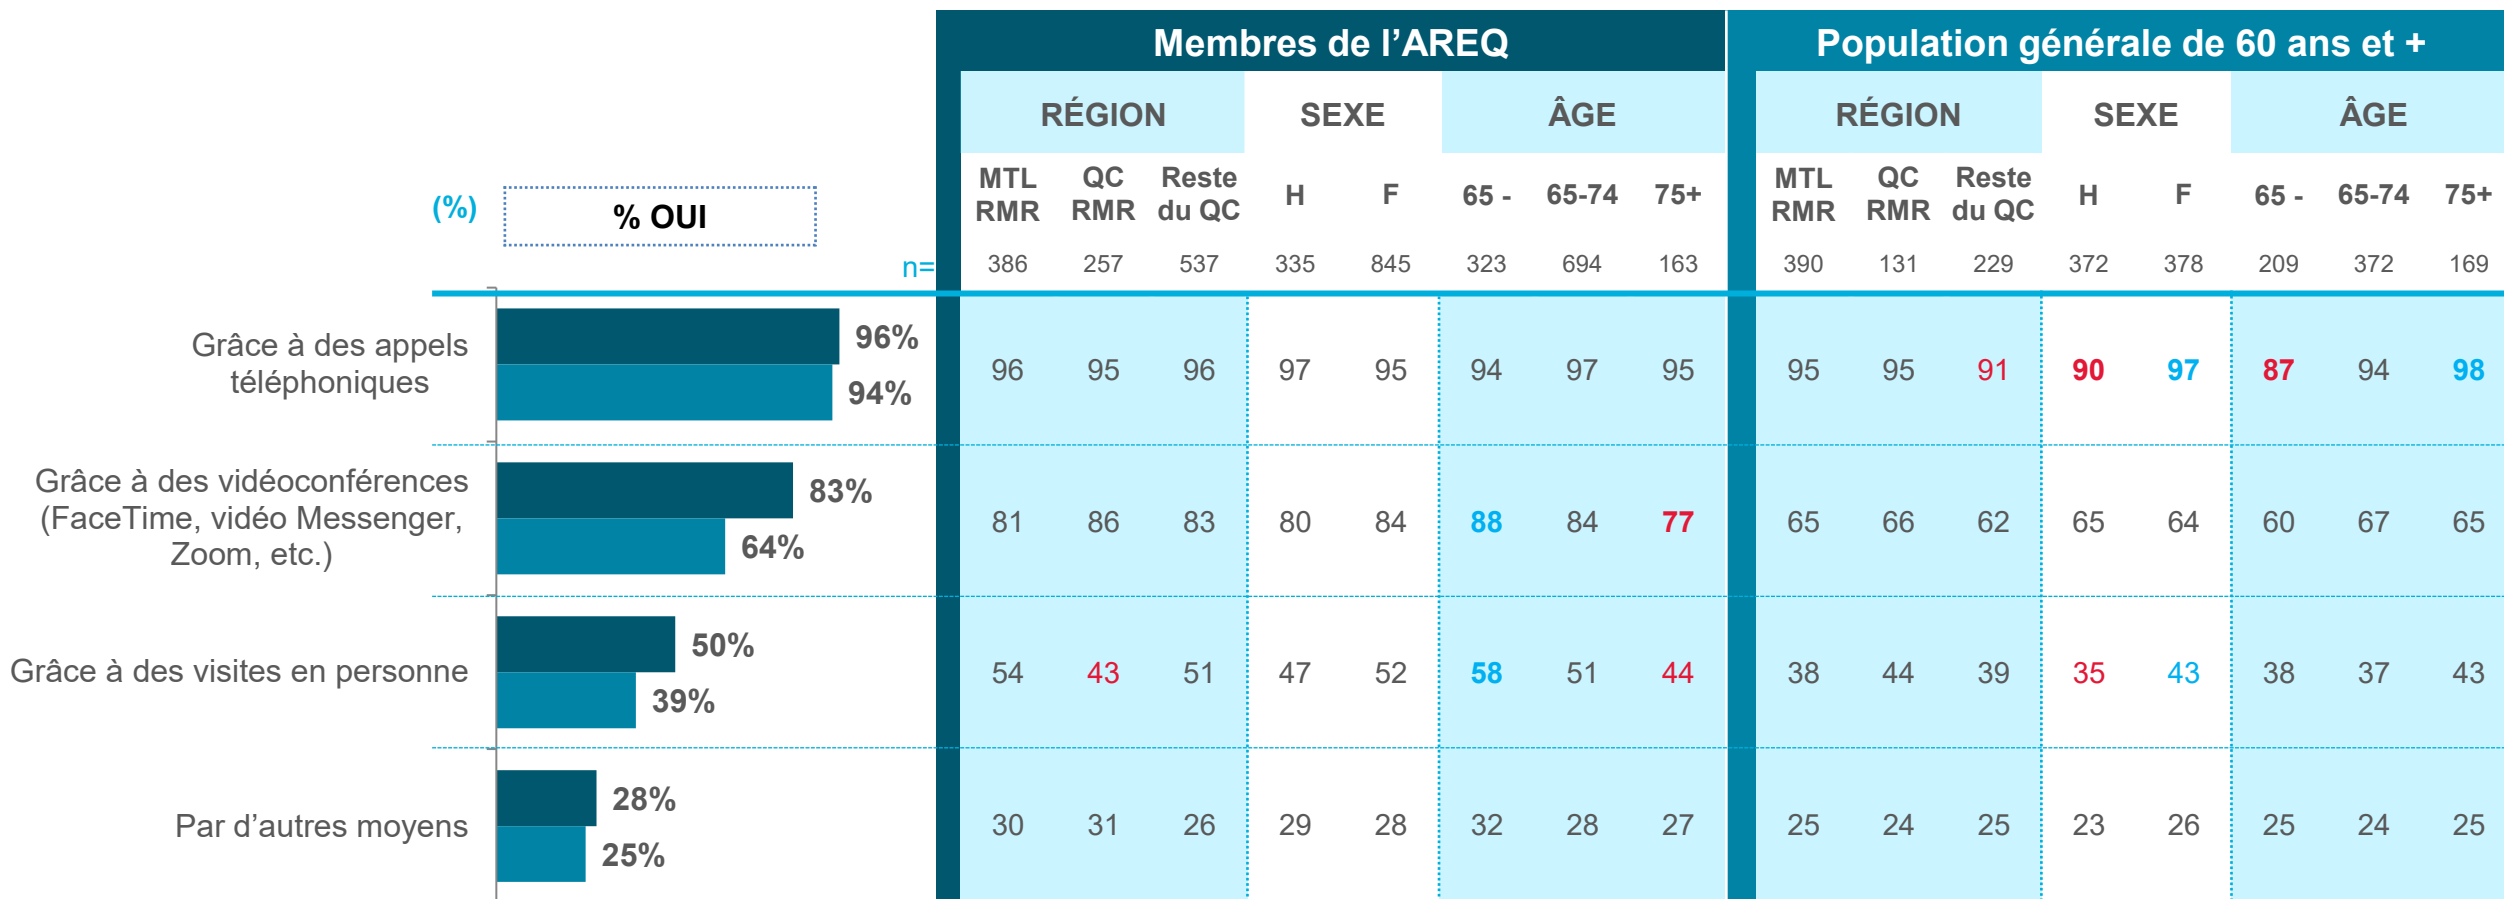 Membres de l’AREQ Population générale de 60 ans et +
RÉGION SEXE ÂGE RÉGION SEXE ÂGE
(%) % OUI MTL RMR QC RMR Reste du QC H F 65 - 65-74 75+ MTL RMR QC RMR Reste du QC H F 65 - 65-74 75+
n= 386 257 537 335 845 323 694 163 390 131 229 372 378 209 372 169
Grâce à des appels
téléphoniques
96%
94%
96 95 96 97 95 94 97 95 95 95 91 90 97 87 94 98
Grâce à des vidéoconférences
(FaceTime, vidéo Messenger,
Zoom, etc.)
83%
64%
81 86 83 80 84 88 84 77 65 66 62 65 64 60 67 65
Grâce à des visites en personne
50%
39%
54 43 51 47 52 58 51 44 38 44 39 35 43 38 37 43
Par d’autres moyens
28%
25%
30 31 26 29 28 32 28 27 25 24 25 23 26 25 24 25